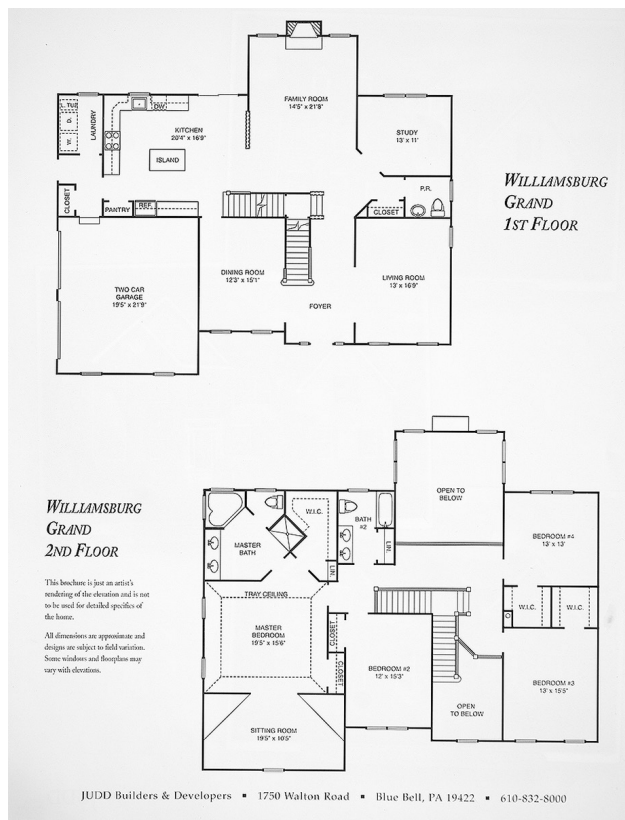 FAMILY ROOM
14'5" x 21'8"
L. TUB
D.
W.
LAUNDRY
DW
KITCHEN
20'4" x 16'9"
ISLAND
STUDY
13' x 11'
WILLIAMSBURG
GRAND
1ST FLOOR
CLOSET
PANTRY
REF.
P.R.
CLOSET
TWO CAR
GARAGE
19'5" x 21'9"
DINING ROOM
12'3" x 15'1"
FOYER
LIVING ROOM
13' x 16'9"
WILLIAMSBURG
GRAND
2ND FLOOR
This brochure is just an artist's
rendering of the elevation and is not
to be used for detailed specifics of
the home.
All dimensions are approximate and
designs are subject to field variation.
Some windows and floorplans may
vary with elevations.
OPEN TO
BELOW
W.I.C.
BATH
#2
LIN.
MASTER
BATH
LIN.
BEDROOM #4
13' x 13'
TRAY CEILING
W.I.C.
W.I.C.
MASTER
BEDROOM
19'5" x 15'6"
CLOSET
CLOSET
BEDROOM #2
12' x 15'3"
BEDROOM #3
13' x 15'5"
OPEN
TO BELOW
SITTING ROOM
19'5" x 10'5"
JUDD Builders & Developers ▪ 1750 Walton Road ▪ Blue Bell, PA 19422 ▪ 610-832-8000